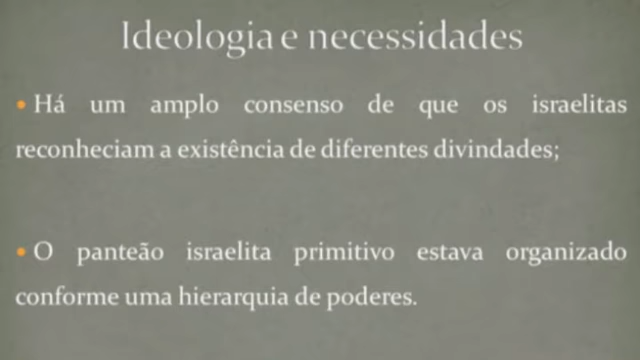 Ideologia e necessidades
• Há um amplo consenso de que os israelitas
reconheciam a existência de diferentes divindades;
• O panteão israelita primitivo estava organizado
conforme uma hierarquia de poderes.